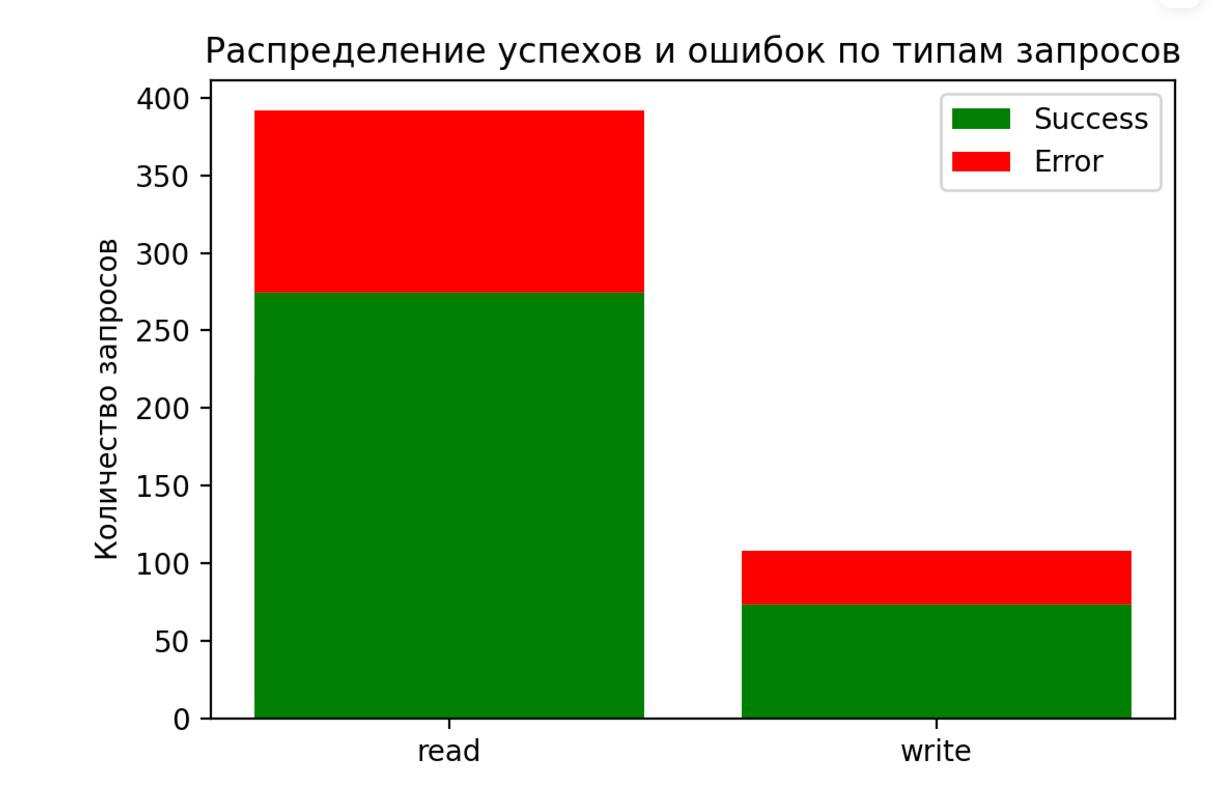 Распределение успехов и ошибок по типам запросов
Success
Error
Количество запросов
400
350
300
250
200
150
100
50
0
read
write